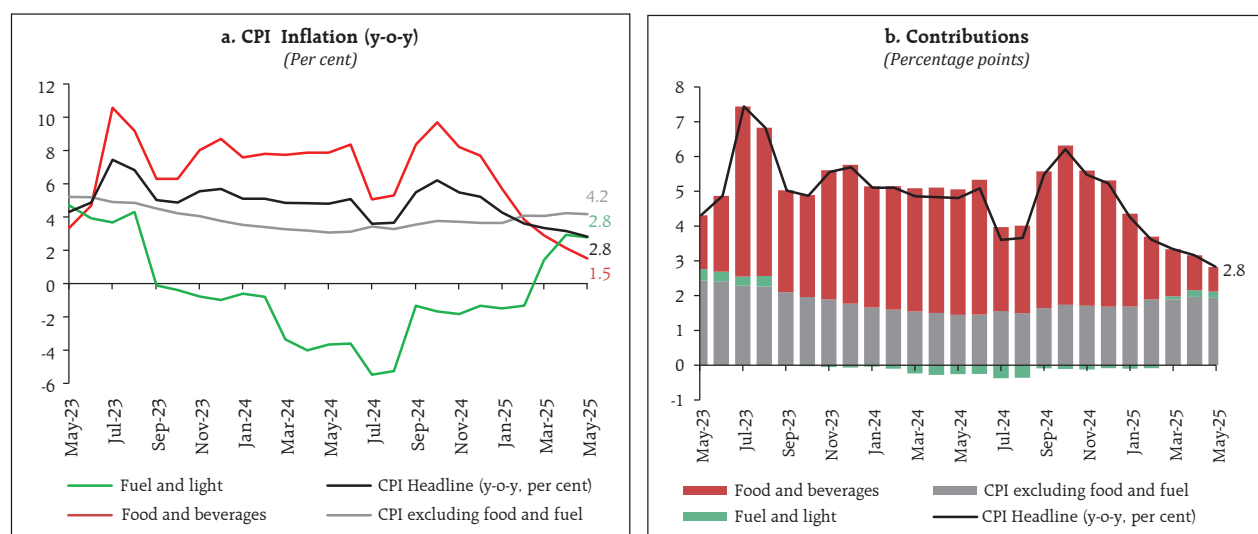 a. CPI Inflation (y-o-y)
(Per cent)
12
10
8
6
4
2
0
-2
-4
-6
4.2
2.8
2.8
1.5
May-23
Jul-23
Sep-23
Nov-23
Jan-24
Mar-24
May-24
Jul-24
Sep-24
Nov-24
Jan-25
Mar-25
May-25
Fuel and light
CPI Headline (y-o-y, per cent)
Food and beverages
CPI excluding food and fuel
b. Contributions
(Percentage points)
8
7
6
5
4
3
2
1
0
-1
2.8
May-23
Jul-23
Sep-23
Nov-23
Jan-24
Mar-24
May-24
Jul-24
Sep-24
Nov-24
Jan-25
Mar-25
May-25
Food and beverages
CPI excluding food and fuel
Fuel and light
CPI Headline (y-o-y, per cent)